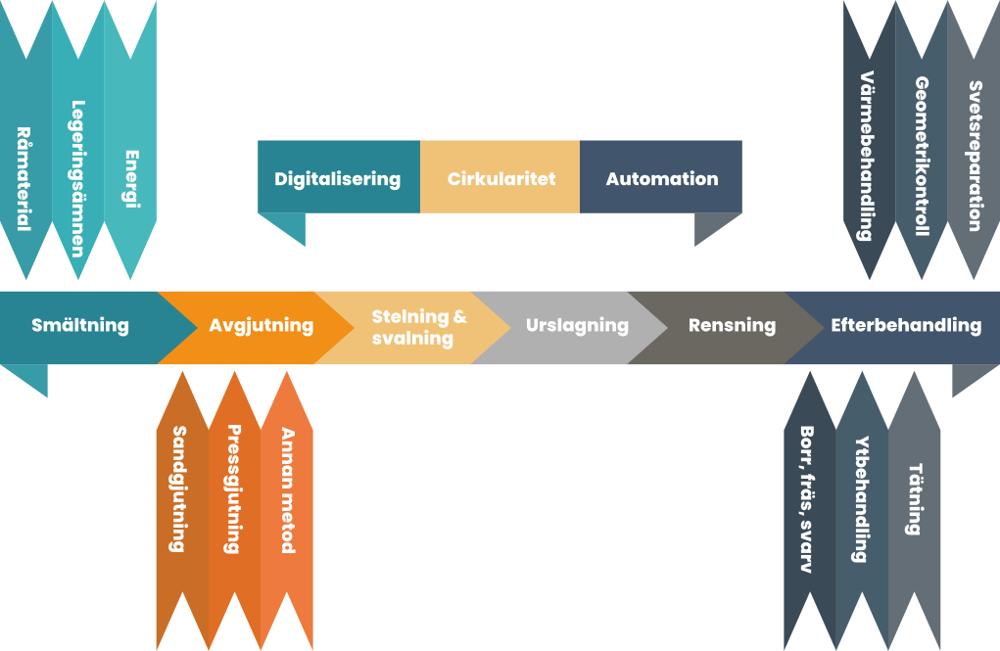 Råmaterial
Legeringsämnen
Energi
Digitalisering
Cirkularitet
Automation
Värmebehandling
Geometrikontroll
Svetsreparation
Smältning
Avgjutning
Stelning &
svalning
Urslagning
Rensning
Efterbehandling
Sandgjutning
Pressgjutning
Annan metod
Borr, fräs, svarv
Ytbehandling
Tätning